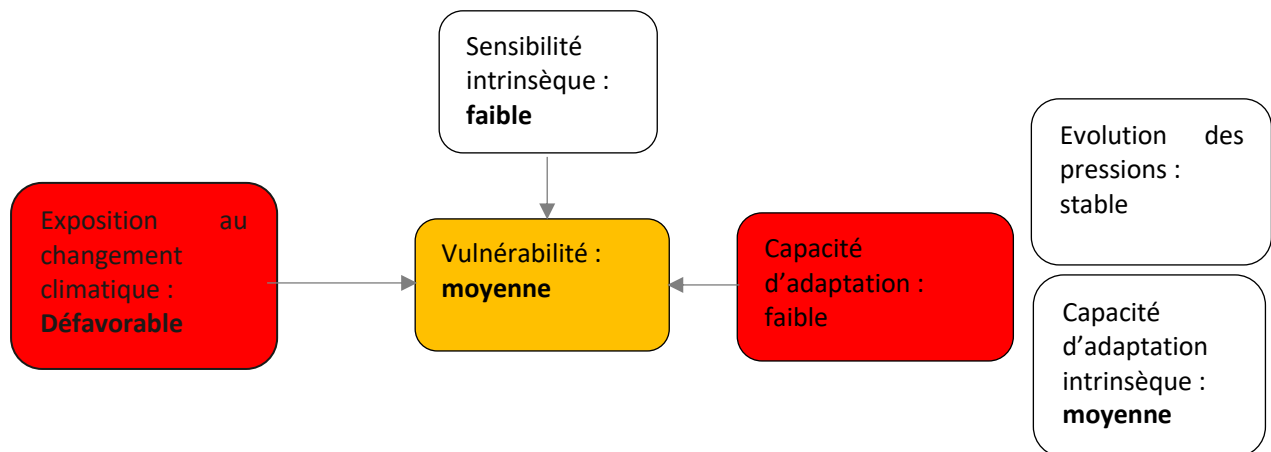 Sensibilité
intrinsèque :
faible
Evolution des
pressions :
stable
Exposition au
changement
climatique :
Défavorable
Vulnérabilité :
moyenne
Capacité
d’adaptation :
faible
Capacité
d’adaptation
intrinsèque :
moyenne